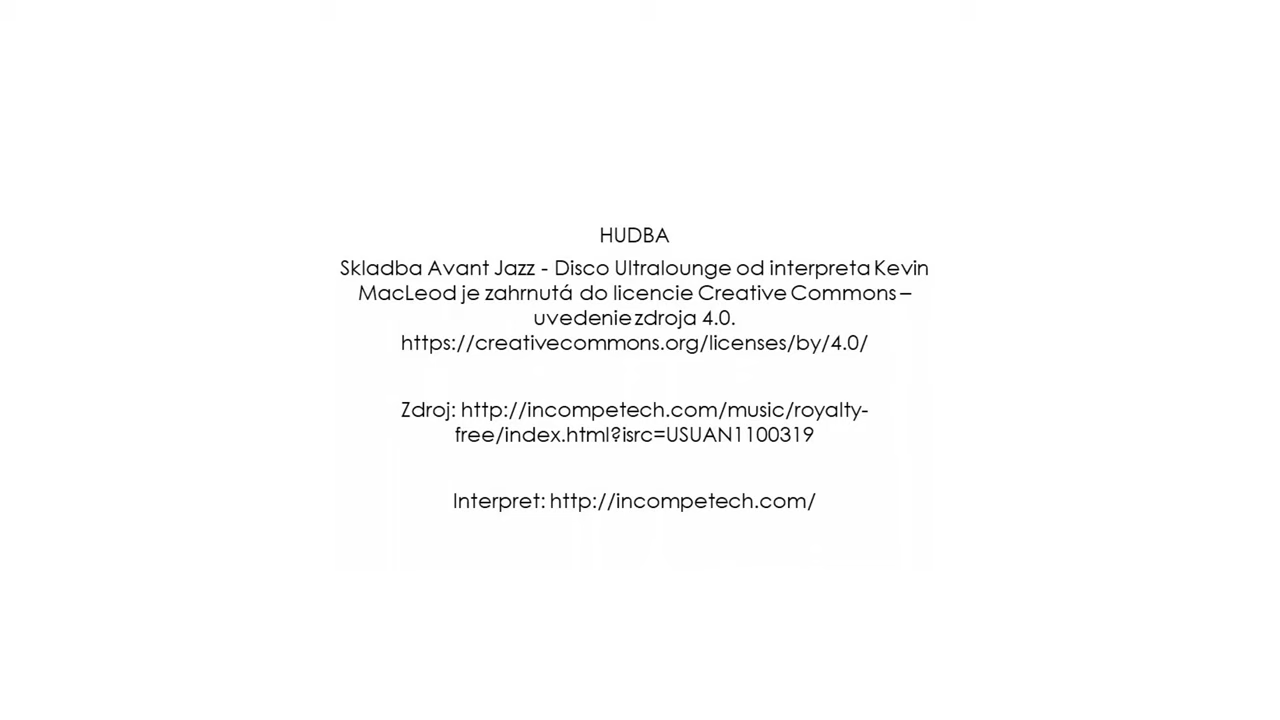 HUDBA
Skladba Avant Jazz - Disco Ultralounge od interpreta Kevin
MacLeod je zahrnutá do licencie Creative Commons –
uvedenie zdroja 4.0.
https://creativecommons.org/licenses/by/4.0/
Zdroj: http://incompetech.com/music/royalty-
free/index.html?isrc=USUAN1100319
Interpret: http://incompetech.com/